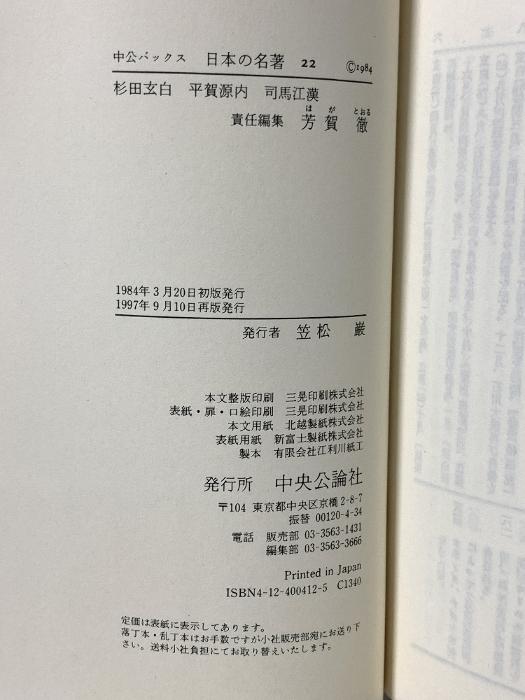 中公バックス 日本の名著 22 ©1984
杉田玄白 平賀源内 司馬江漢
はが とおる
責任編集 芳賀 徹
1984年3月20日初版発行
1997年9月10日再版発行
発行者 笠松 巌
本文整版印刷 三晃印刷株式会社
表紙・扉・口絵印刷 三晃印刷株式会社
本文用紙 北越製紙株式会社
表紙用紙 新富士製紙株式会社
製本 有限会社江利川紙工
発行所 中央公論社
〒104 東京都中央区京橋2-8-7
振替 00120-4-34
電話 販売部 03-3563-1431
編集部 03-3563-3666
Printed in Japan
ISBN4-12-400412-5 C1340
定価は表紙に表示してあります。
落丁本・乱丁本はお手数ですが小社販売部宛にお送り下
さい。送料小社負担にてお取り替えいたします。